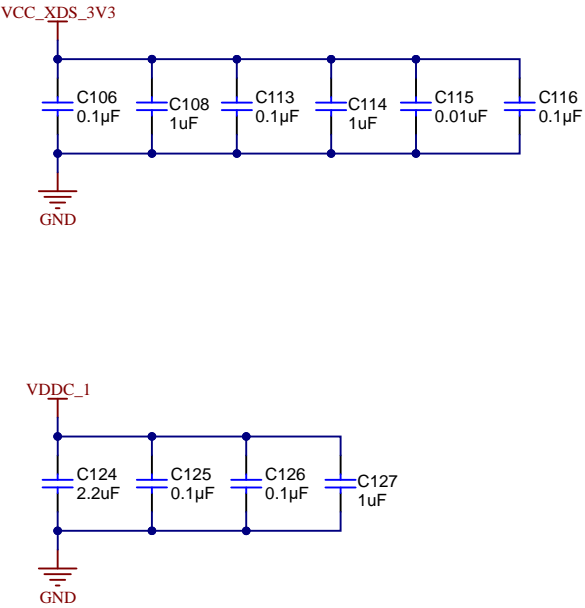 VCC_XDS_3V3
C106
0.1µF
C108
1uF
C113
0.1µF
C114
1uF
C115
0.01uF
C116
0.1µF
GND
VDDC_1
C124
2.2uF
C125
0.1µF
C126
0.1µF
C127
1uF
GND